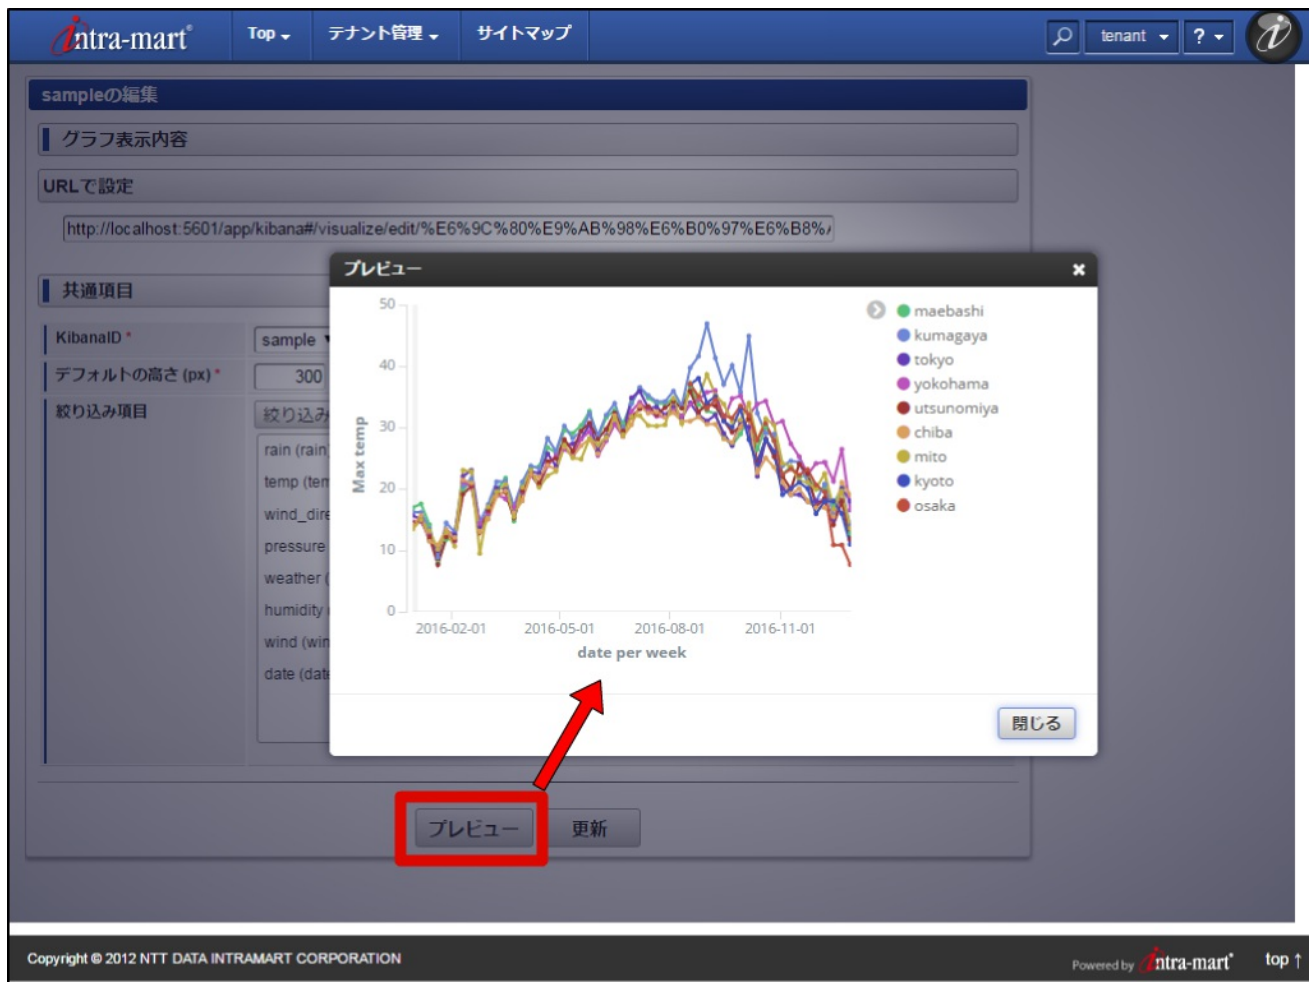 intra-mart® Top テナント管理 サイトマップ tenant ?
sampleの編集
グラフ表示内容
URLで設定
http://localhost:5601/app/kibana#/visualize/edit/%E6%9C%80%E9%AB%98%E6%B0%97%E6%B8%
共通項目
KibanaID * sample
デフォルトの高さ (px) * 300
絞り込み項目 絞り込み
rain (rain)
temp (tem
wind_dire
pressure
weather (
humidity
wind (win
date (date
プレビュー
50
40
30
20
10
0
Max temp
2016-02-01 2016-05-01 2016-08-01 2016-11-01
date per week
maebashi
kumagaya
tokyo
yokohama
utsunomiya
chiba
mito
kyoto
osaka
閉じる
プレビュー 更新
Copyright © 2012 NTT DATA INTRAMART CORPORATION
Powered by intra-mart® top ↑